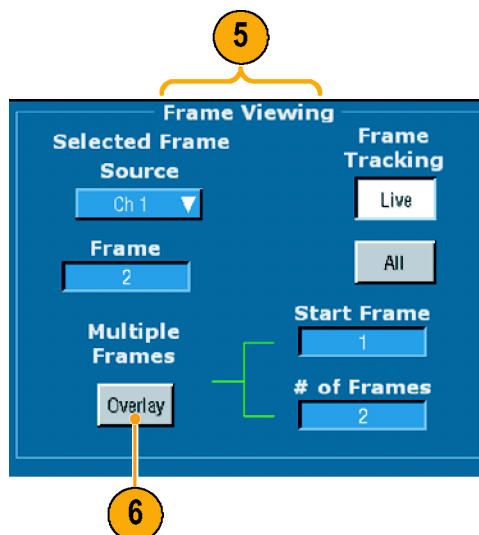 5
Frame Viewing
Selected Frame
Source
Ch 1
Frame
2
Frame
Tracking
Live
All
Multiple
Frames
Overlay
Start Frame
1
# of Frames
2
6